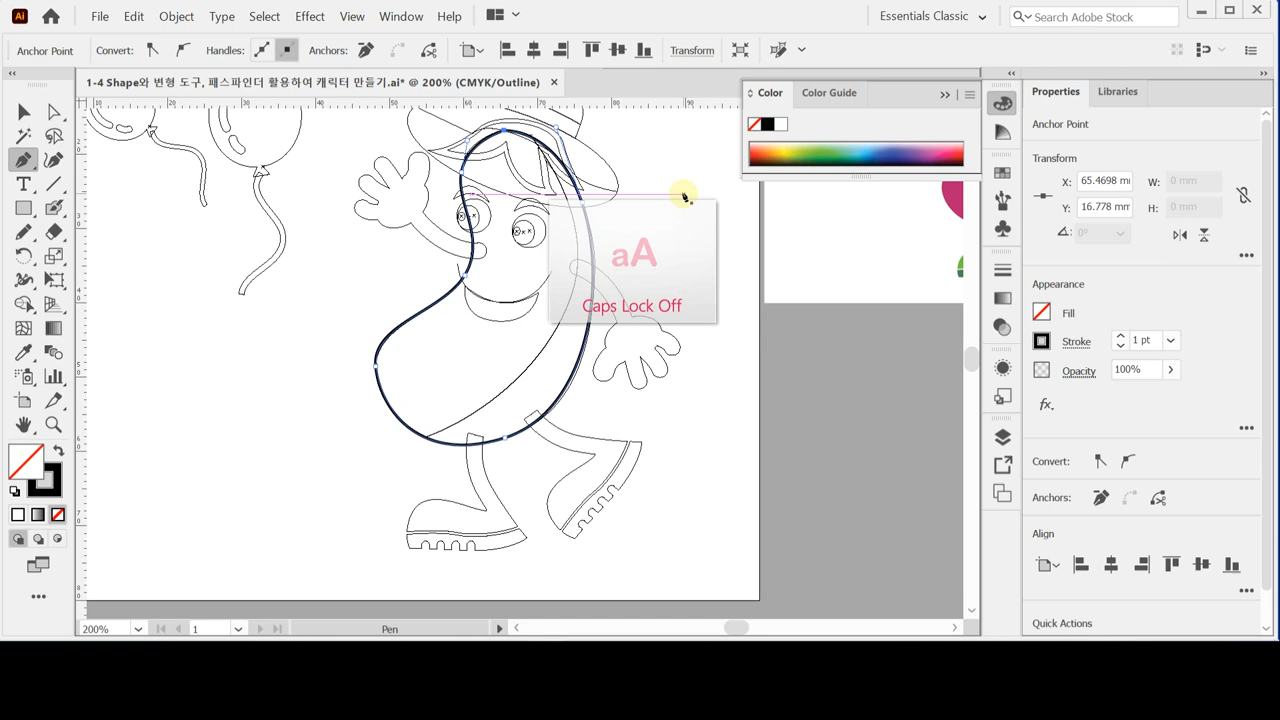 Ai File Edit Object Type Select Effect View Window Help Essentials Classic Search Adobe Stock
Anchor Point Convert: Handles: Anchors: Transform
1-4 Shape와 변형 도구, 패스파인더 활용하여 캐릭터 만들기.ai* @ 200% (CMYK/Outline)
Color Color Guide
Properties Libraries
Anchor Point
Transform
X: 65.4698 mm W: 0 mm
Y: 16.778 mm H: 0 mm
0°
aA
Caps Lock Off
Appearance
Fill
Stroke 1 pt
Opacity 100%
fx
Convert:
Anchors:
Align
Quick Actions
200% 1 Pen